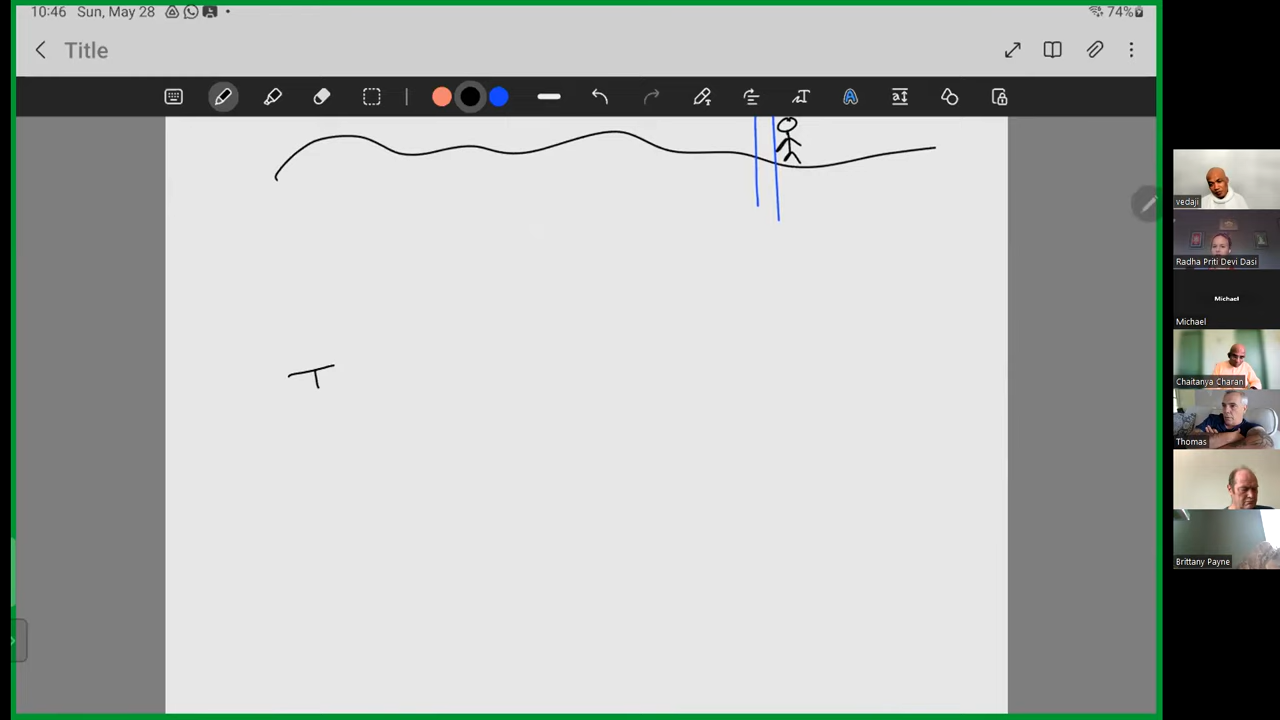 10:46 Sun, May 28
74%
Title
T
vedaji
Radha Priti Devi Dasi
Michael
Michael
Chaitanya Charan
Thomas
Brittany Payne